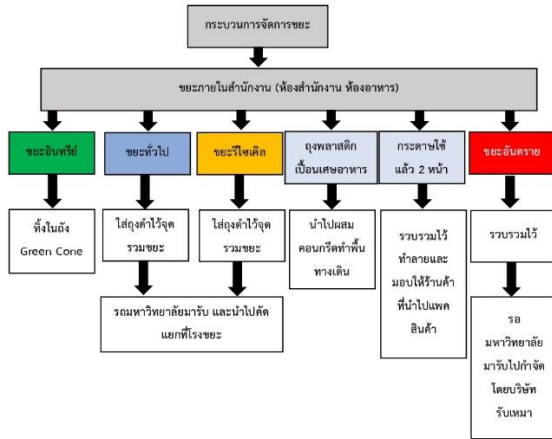 กระบวนการจัดการขยะ
ขยะภายในสำนักงาน (ห้องสำนักงาน ห้องอาหาร)
ขยะอินทรีย์
ขยะทั่วไป
ขยะรีไซเคิล
ถุงพลาสติก
เปื้อนเศษอาหาร
กระดาษใช้
แล้ว 2 หน้า
ขยะอันตราย
ทิ้งในถัง
Green Cone
ใส่ถุงดำไว้จุด
รวมขยะ
ใส่ถุงดำไว้จุด
รวมขยะ
นำไปผสม
คอนกรีตทำพื้น
ทางเดิน
รวบรวมไว้
ทำลายและ
มอบให้ร้านค้า
ที่นำไปแพค
สินค้า
รวบรวมไว้
รถมหาวิทยาลัยมารับ และนำไปคัด
แยกที่โรงขยะ
รอ
มหาวิทยาลัย
มารับไปกำจัด
โดยบริษัท
รับเหมา